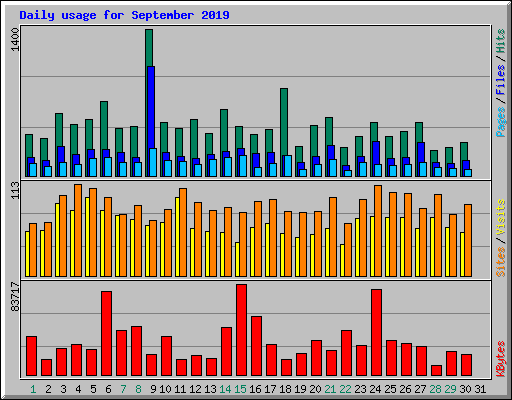 Daily usage for September 2019
1400
113
83717
Pages / Files / Hits
Sites / Visits
KBytes
1 2 3 4 5 6 7 8 9 10 11 12 13 14 15 16 17 18 19 20 21 22 23 24 25 26 27 28 29 30 31